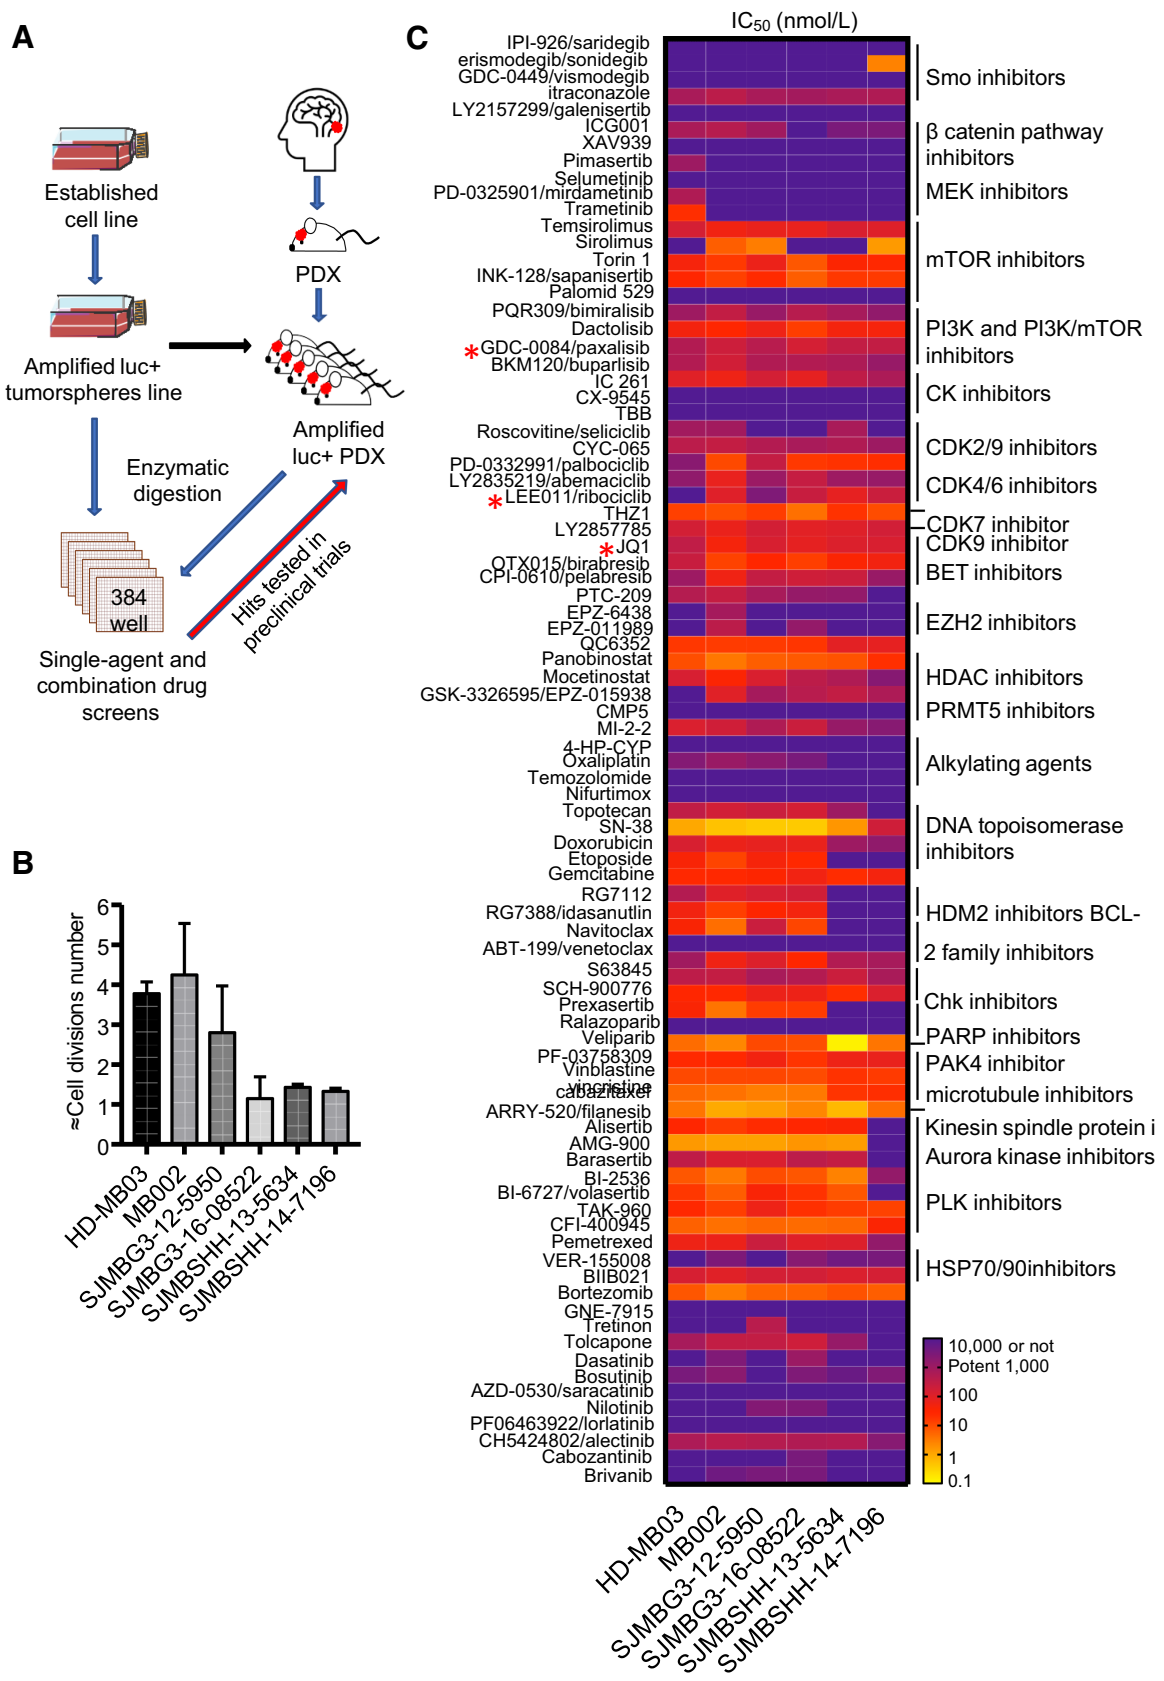 A
Established
cell line
Amplified luc+
tumorspheres line
PDX
Amplified
luc+ PDX
Enzymatic
digestion
Hits tested in
preclinical trials
384
well
Single-agent and
combination drug
screens
B
≈Cell divisions number
6
5
4
3
2
1
0
HD-MB03
MB002
SJMBG3-12-5950
SJMBG3-16-08522
SJMBSHH-13-5634
SJMBSHH-14-7196
C
IC50 (nmol/L)
IPI-926/saridegib
erismodegib/sonidegib
GDC-0449/vismodegib
itraconazole
LY2157299/galenisertib
ICG001
XAV939
Pimasertib
Selumetinib
PD-0325901/mirdametinib
Trametinib
Temsirolimus
Sirolimus
Torin 1
INK-128/sapanisertib
Palomid 529
PQR309/bimiralisib
Dactolisib
*GDC-0084/paxalisib
BKM120/buparlisib
IC 261
CX-9545
TBB
Roscovitine/seliciclib
CYC-065
PD-0332991/palbociclib
LY2835219/abemaciclib
*LEE011/ribociclib
THZ1
LY2857785
*JQ1
OTX015/birabresib
CPI-0610/pelabresib
PTC-209
EPZ-6438
EPZ-011989
QC6352
Panobinostat
Mocetinostat
GSK-3326595/EPZ-015938
CMP5
MI-2-2
4-HP-CYP
Oxaliplatin
Temozolomide
Nifurtimox
Topotecan
SN-38
Doxorubicin
Etoposide
Gemcitabine
RG7112
RG7388/idasanutlin
Navitoclax
ABT-199/venetoclax
S63845
SCH-900776
Prexasertib
Ralazoparib
Veliparib
PF-03758309
Vinblastine
vincristine
cabazitaxel
ARRY-520/filanesib
Alisertib
AMG-900
Barasertib
BI-2536
BI-6727/volasertib
TAK-960
CFI-400945
Pemetrexed
VER-155008
BIIB021
Bortezomib
GNE-7915
Tretinon
Tolcapone
Dasatinib
Bosutinib
AZD-0530/saracatinib
Nilotinib
PF06463922/lorlatinib
CH5424802/alectinib
Cabozantinib
Brivanib
Smo inhibitors
β catenin pathway
inhibitors
MEK inhibitors
mTOR inhibitors
PI3K and PI3K/mTOR
inhibitors
CK inhibitors
CDK2/9 inhibitors
CDK4/6 inhibitors
CDK7 inhibitor
CDK9 inhibitor
BET inhibitors
EZH2 inhibitors
HDAC inhibitors
PRMT5 inhibitors
Alkylating agents
DNA topoisomerase
inhibitors
HDM2 inhibitors BCL-
2 family inhibitors
Chk inhibitors
PARP inhibitors
PAK4 inhibitor
microtubule inhibitors
Kinesin spindle protein i
Aurora kinase inhibitors
PLK inhibitors
HSP70/90inhibitors
10,000 or not
Potent 1,000
100
10
1
0.1
HD-MB03
MB002
SJMBG3-12-5950
SJMBG3-16-08522
SJMBSHH-13-5634
SJMBSHH-14-7196